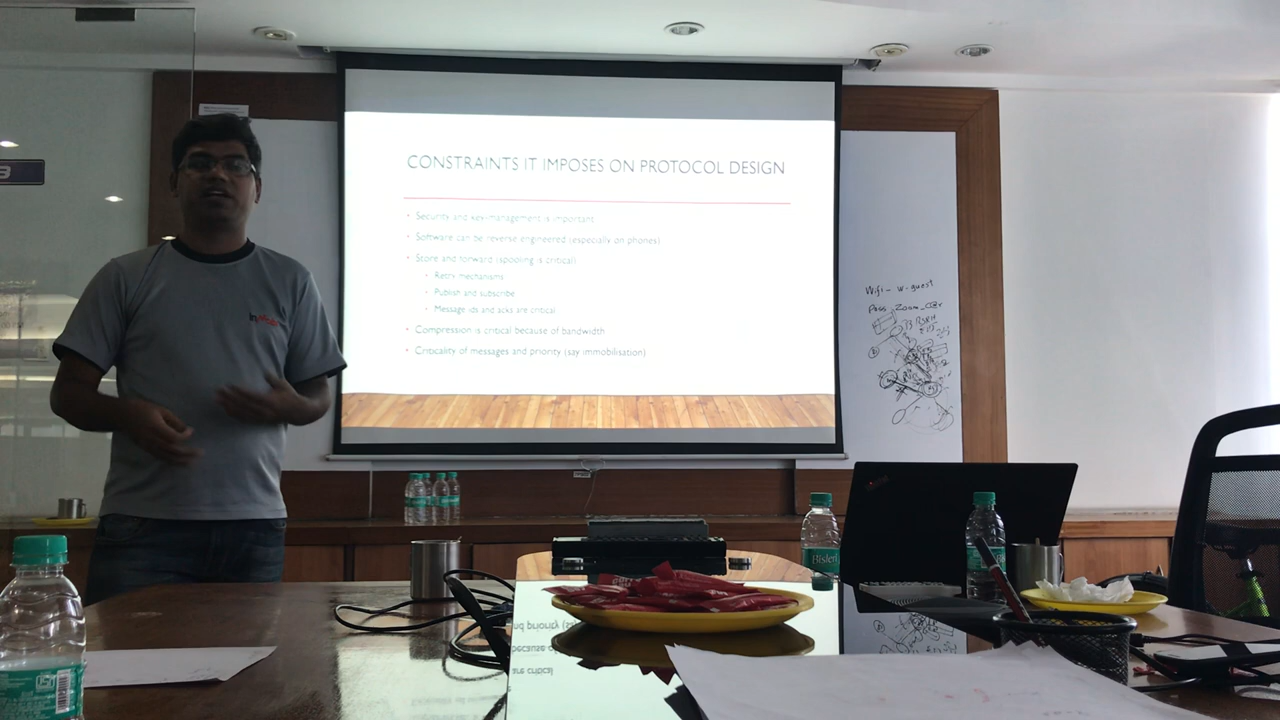 CONSTRAINTS IT IMPOSES ON PROTOCOL DESIGN
• Security and key-management is important
• Software can be reverse engineered (especially on phones)
• Store and forward (spooling is critical)
• Retry mechanisms
• Publish and subscribe
• Message ids and acks are critical
• Compression is critical because of bandwidth
• Criticality of messages and priority (say immobilisation)
Wifi - w-guest
Bisleri